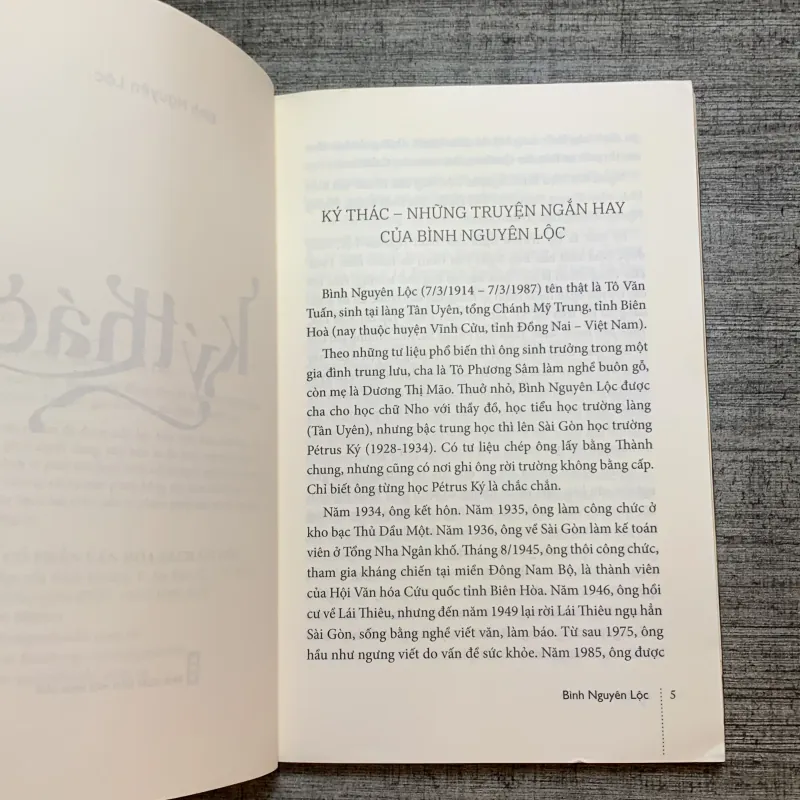 KÝ THÁC – NHỮNG TRUYỆN NGẮN HAY
CỦA BÌNH NGUYÊN LỘC
Bình Nguyên Lộc (7/3/1914 – 7/3/1987) tên thật là Tô Văn
Tuấn, sinh tại làng Tân Uyên, tổng Chánh Mỹ Trung, tỉnh Biên
Hoà (nay thuộc huyện Vĩnh Cửu, tỉnh Đồng Nai – Việt Nam).
Theo những tư liệu phổ biến thì ông sinh trưởng trong một
gia đình trung lưu, cha là Tô Phương Sâm làm nghề buôn gỗ,
còn mẹ là Dương Thị Mão. Thuở nhỏ, Bình Nguyên Lộc được
cha cho học chữ Nho với thầy đồ, học tiểu học trường làng
(Tân Uyên), nhưng bậc trung học thì lên Sài Gòn học trường
Pétrus Ký (1928-1934). Có tư liệu chép ông lấy bằng Thành
chung, nhưng cũng có nơi ghi ông rời trường không bằng cấp.
Chỉ biết ông từng học Pétrus Ký là chắc chắn.
Năm 1934, ông kết hôn. Năm 1935, ông làm công chức ở
kho bạc Thủ Dầu Một. Năm 1936, ông về Sài Gòn làm kế toán
viên ở Tổng Nha Ngân khố. Tháng 8/1945, ông thôi công chức,
tham gia kháng chiến tại miền Đông Nam Bộ, là thành viên
của Hội Văn hóa Cứu quốc tỉnh Biên Hòa. Năm 1946, ông hồi
cư về Lái Thiêu, nhưng đến năm 1949 lại rời Lái Thiêu ngụ hẳn
Sài Gòn, sống bằng nghề viết văn, làm báo. Từ sau 1975, ông
hầu như ngưng viết do vấn đề sức khỏe. Năm 1985, ông được
Bình Nguyên Lộc 5